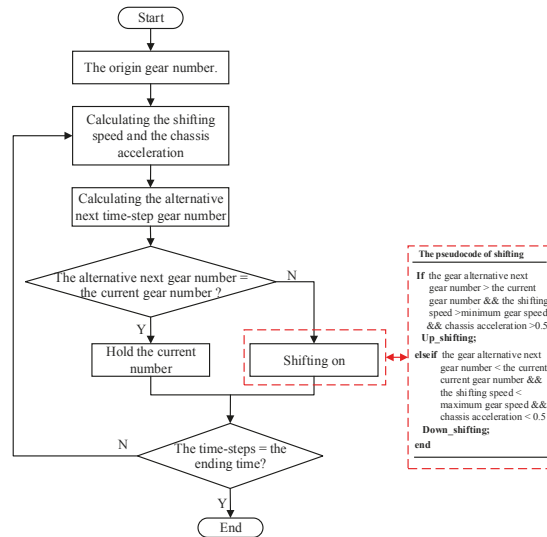 Start
The origin gear number.
Calculating the shifting
speed and the chassis
acceleration
Calculating the alternative
next time-step gear number
The alternative next gear number =
the current gear number ?
N
Y
Hold the current
number
Shifting on
The pseudocode of shifting
If the gear alternative next
gear number > the current
gear number && the shifting
speed >minimum gear speed
&& chassis acceleration >0.5
Up_shifting;
elseif the gear alternative next
gear number < the current
current gear number &&
the shifting speed <
maximum gear speed &&
chassis acceleration < 0.5
Down_shifting;
end
N
The time-steps = the
ending time?
Y
End